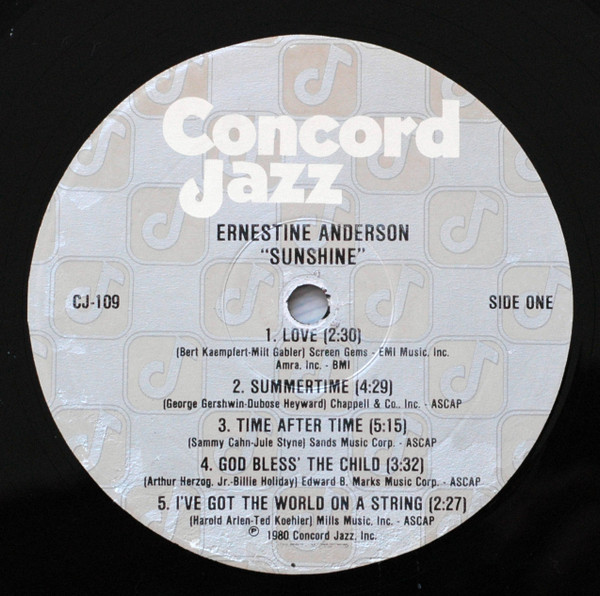 Concord
Jazz
ERNESTINE ANDERSON
"SUNSHINE"
CJ-109
SIDE ONE
1. LOVE (2:30)
(Bert Kaempfert-Milt Gabler) Screen Gems - EMI Music, Inc.
Amra, Inc. - BMI
2. SUMMERTIME (4:29)
(George Gershwin-Dubose Heyward) Chappell & Co., Inc. - ASCAP
3. TIME AFTER TIME (5:15)
(Sammy Cahn-Jule Styne) Sands Music Corp. - ASCAP
4. GOD BLESS' THE CHILD (3:32)
(Arthur Herzog, Jr.-Billie Holiday) Edward B. Marks Music Corp. - ASCAP
5. I'VE GOT THE WORLD ON A STRING (2:27)
(Harold Arlen-Ted Koehler) Mills Music, Inc. - ASCAP
℗ 1980 Concord Jazz, Inc.